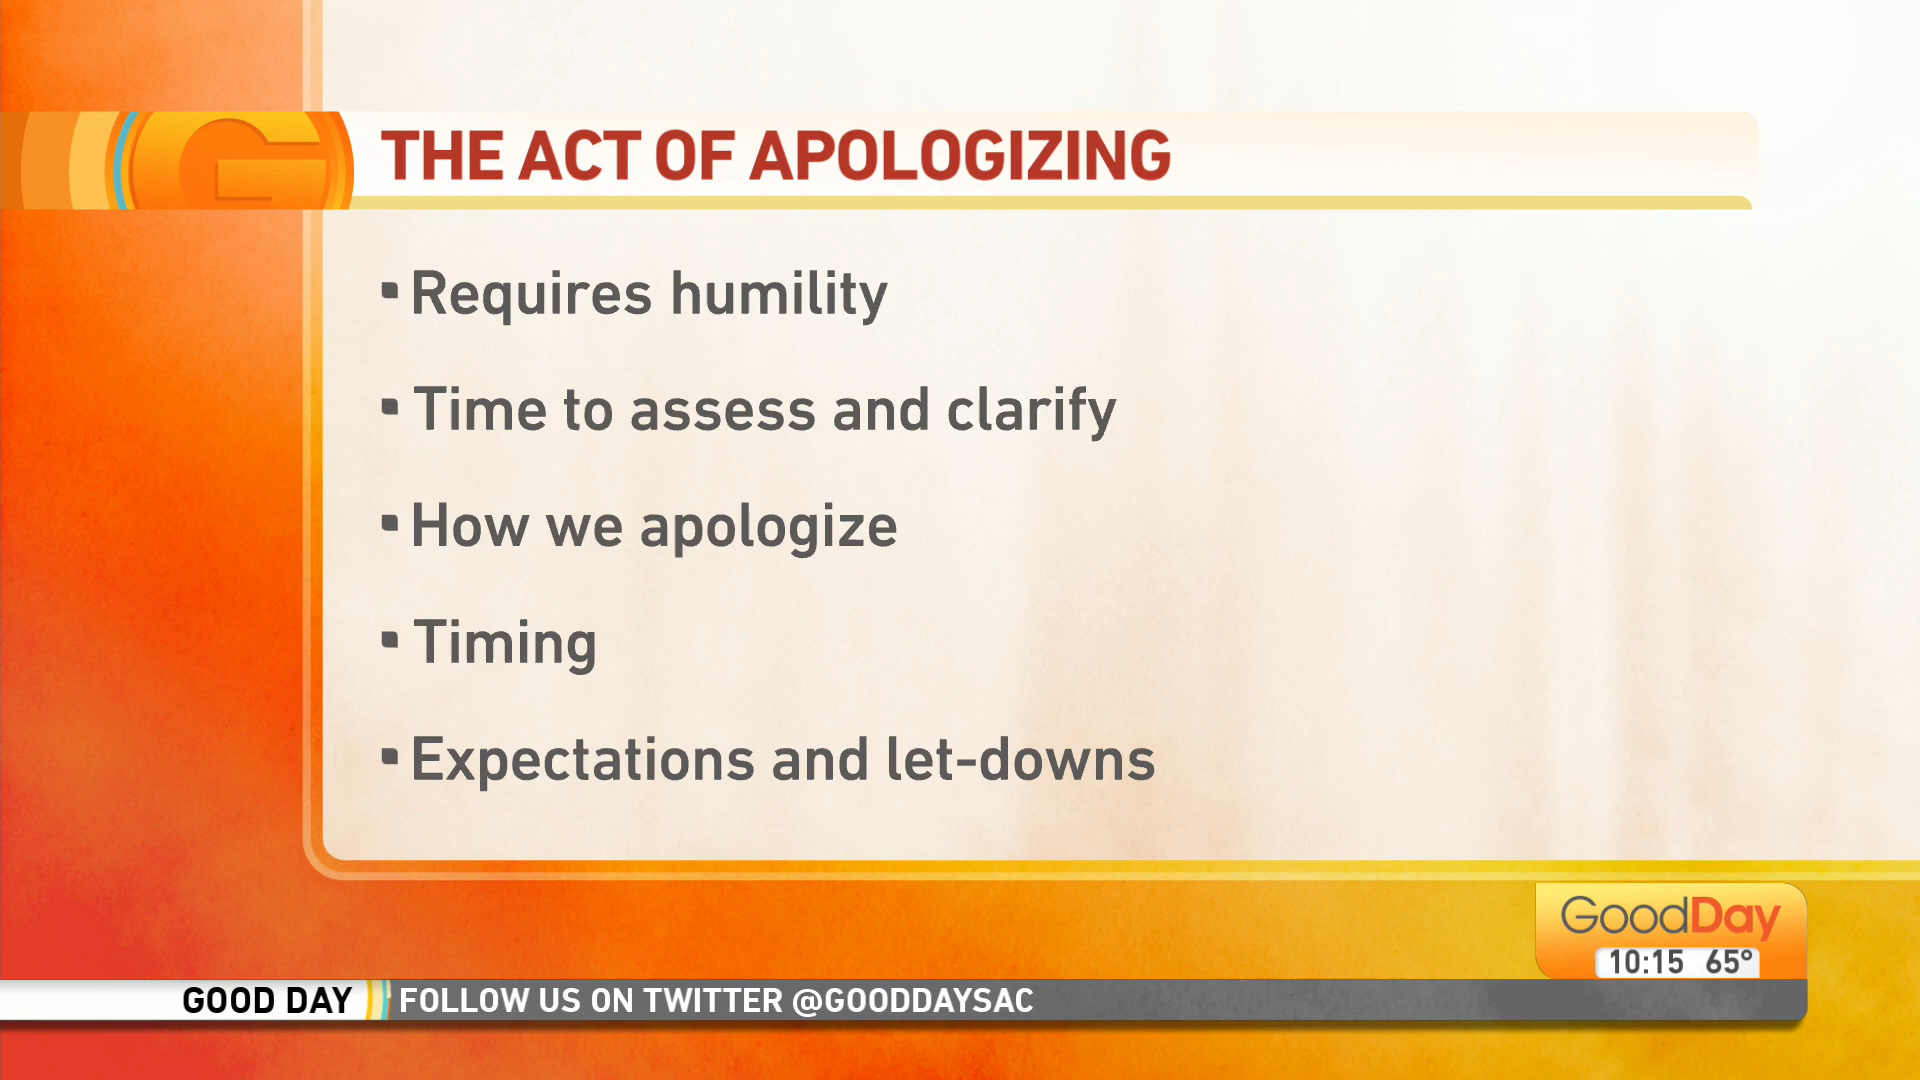 THE ACT OF APOLOGIZING
▪ Requires humility
▪ Time to assess and clarify
▪ How we apologize
▪ Timing
▪ Expectations and let-downs
GoodDay
10:15 65°
GOOD DAY FOLLOW US ON TWITTER @GOODDAYSAC